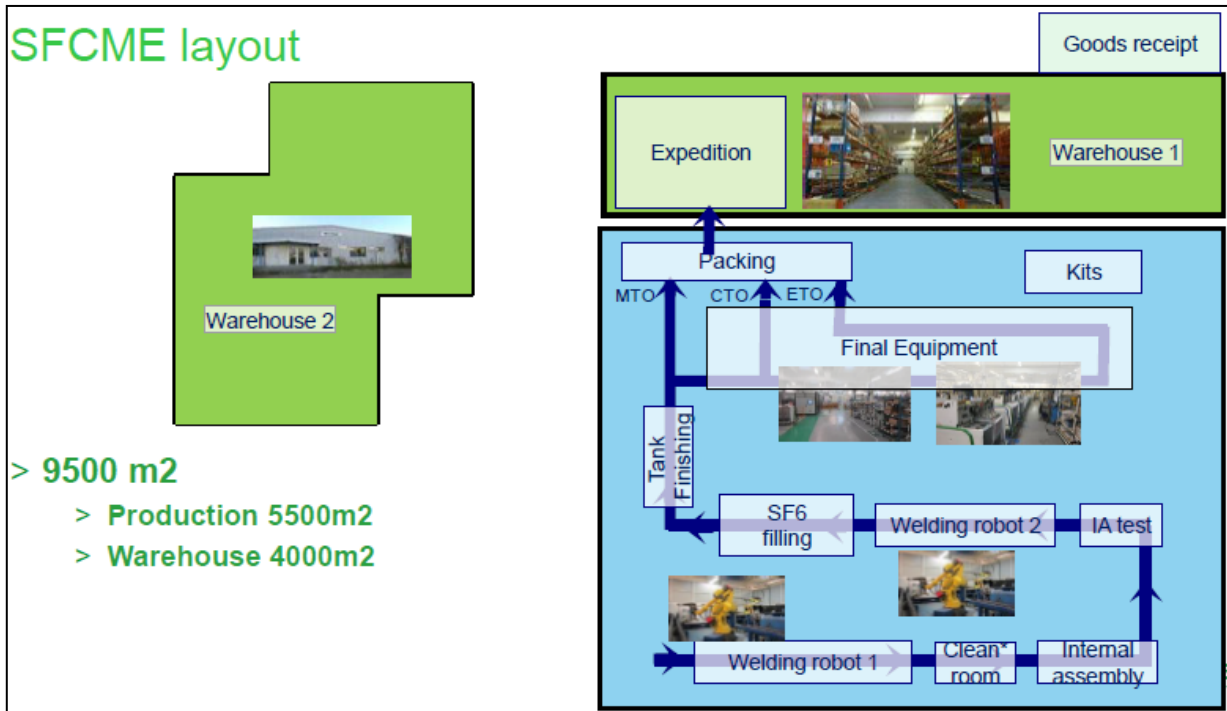 SFCME layout
Goods receipt
Expedition
Warehouse 1
Packing
Kits
MTO
CTO
ETO
Final Equipment
Warehouse 2
Tank
Finishing
> 9500 m2
> Production 5500m2
> Warehouse 4000m2
SF6
filling
Welding robot 2
IA test
Welding robot 1
Clean*
room
Internal
assembly